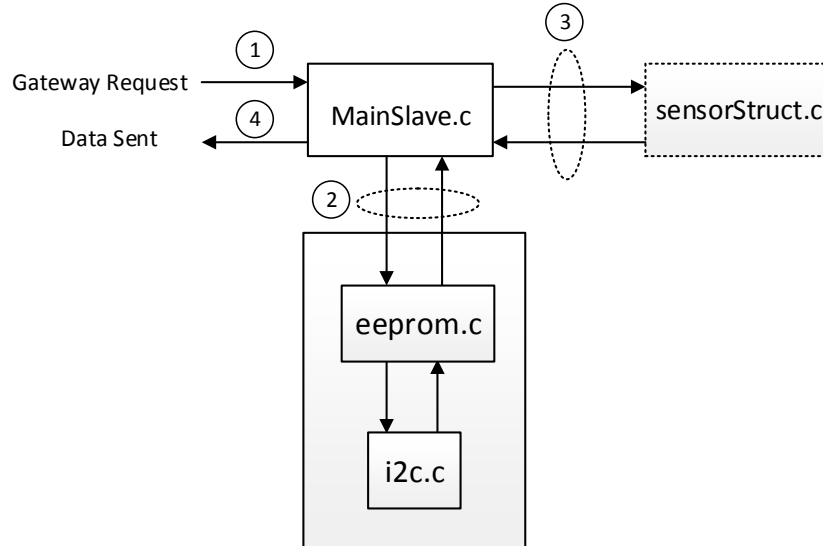 1
3
Gateway Request
MainSlave.c
sensorStruct.c
4
Data Sent
2
eeprom.c
i2c.c